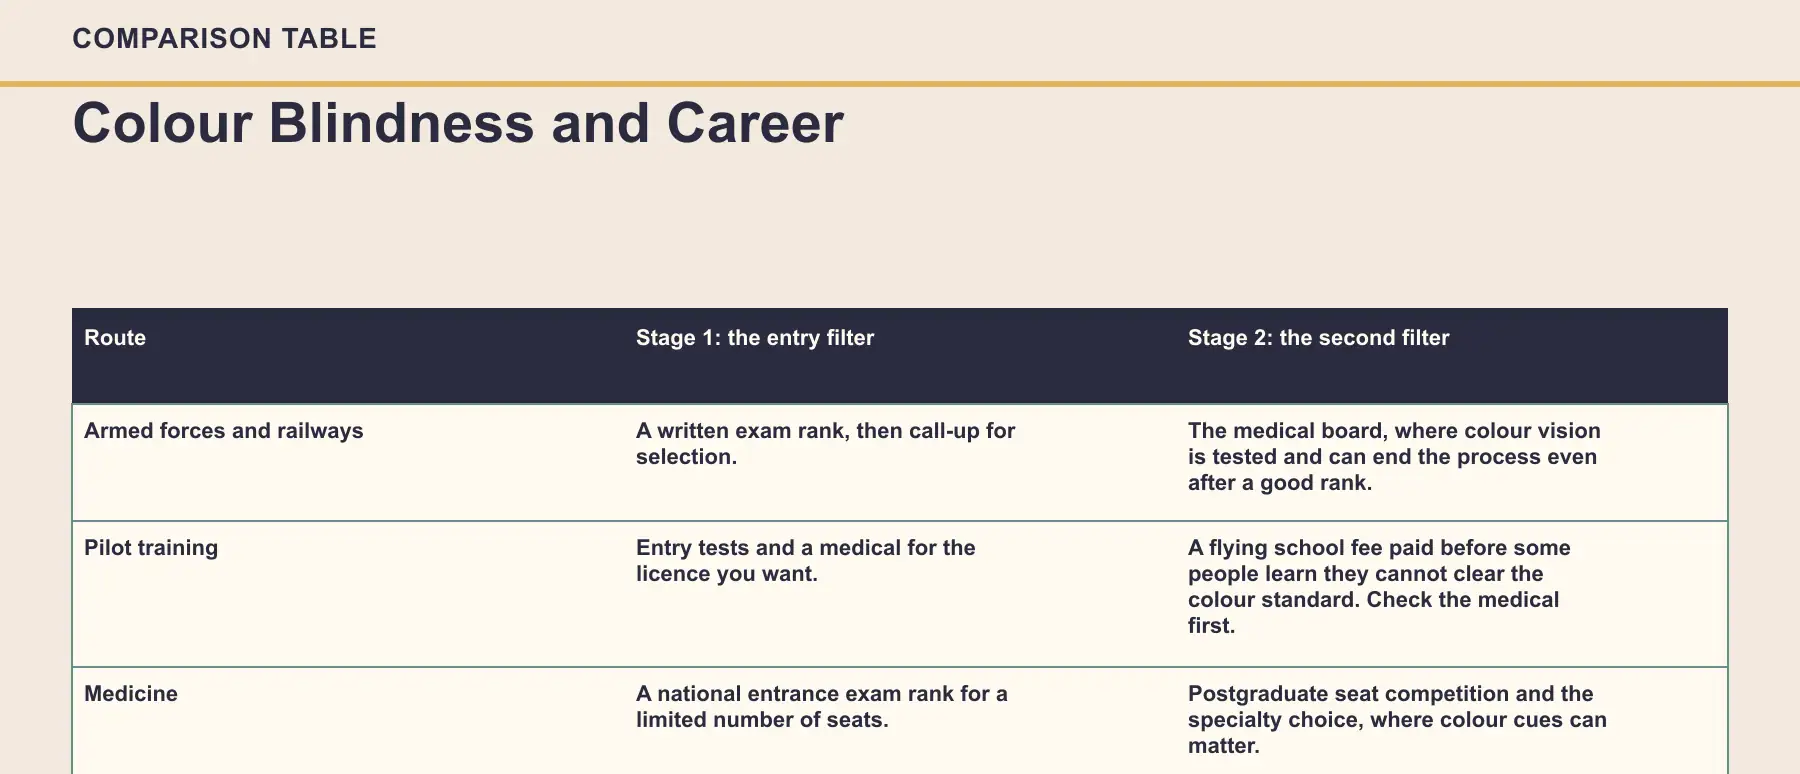 COMPARISON TABLE
Colour Blindness and Career
Route
Stage 1: the entry filter
Stage 2: the second filter
Armed forces and railways
A written exam rank, then call-up for
selection.
The medical board, where colour vision
is tested and can end the process even
after a good rank.
Pilot training
Entry tests and a medical for the
licence you want.
A flying school fee paid before some
people learn they cannot clear the
colour standard. Check the medical
first.
Medicine
A national entrance exam rank for a
limited number of seats.
Postgraduate seat competition and the
specialty choice, where colour cues can
matter.